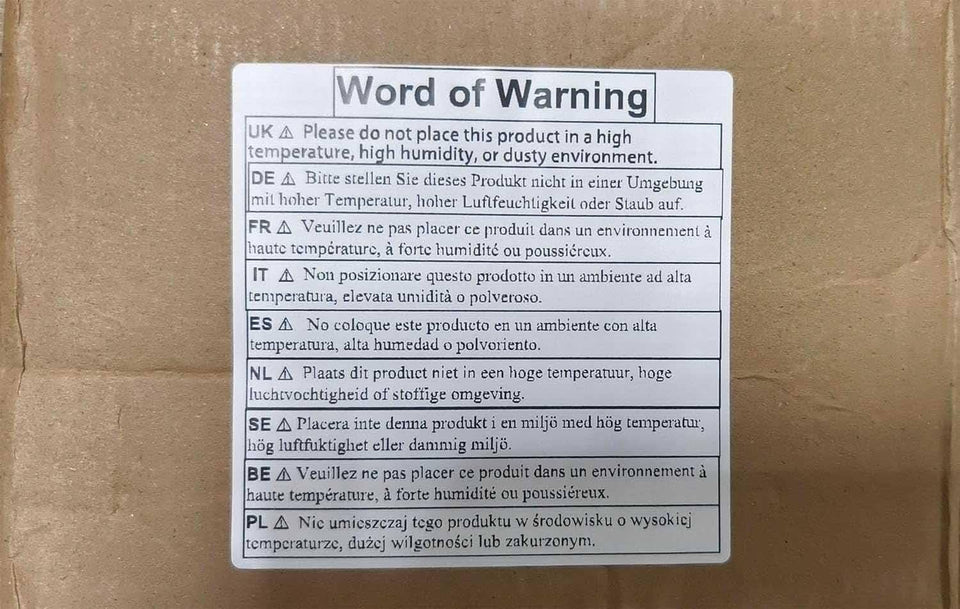 Word of Warning
UK ⚠ Please do not place this product in a high
temperature, high humidity, or dusty environment.
DE ⚠ Bitte stellen Sie dieses Produkt nicht in einer Umgebung
mit hoher Temperatur, hoher Luftfeuchtigkeit oder Staub auf.
FR ⚠ Veuillez ne pas placer ce produit dans un environnement à
haute température, à forte humidité ou poussiéreux.
IT ⚠ Non posizionare questo prodotto in un ambiente ad alta
temperatura, elevata umidità o polveroso.
ES ⚠ No coloque este producto en un ambiente con alta
temperatura, alta humedad o polvoriento.
NL ⚠ Plaats dit product niet in een hoge temperatuur, hoge
luchtvochtigheid of stoffige omgeving.
SE ⚠ Placera inte denna produkt i en miljö med hög temperatur,
hög luftfuktighet eller dammig miljö.
BE ⚠ Veuillez ne pas placer ce produit dans un environnement à
haute température, à forte humidité ou poussiéreux.
PL ⚠ Nie umieszczaj tego produktu w środowisku o wysokiej
temperaturze, dużej wilgotności lub zakurzonym.